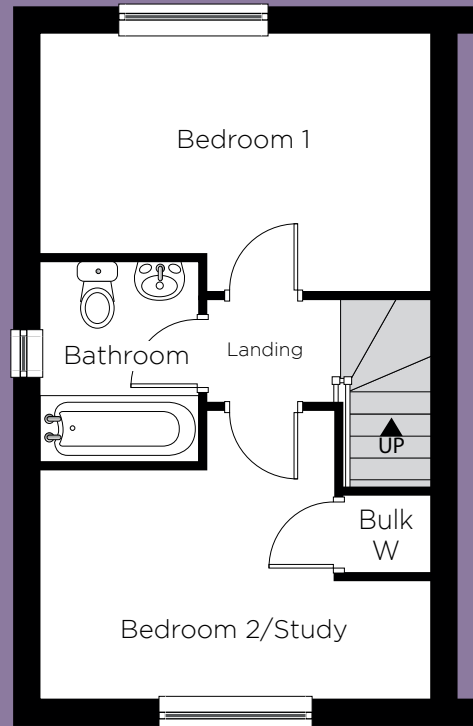 Bedroom 1
Bathroom
Landing
UP
Bulk
W
Bedroom 2/Study